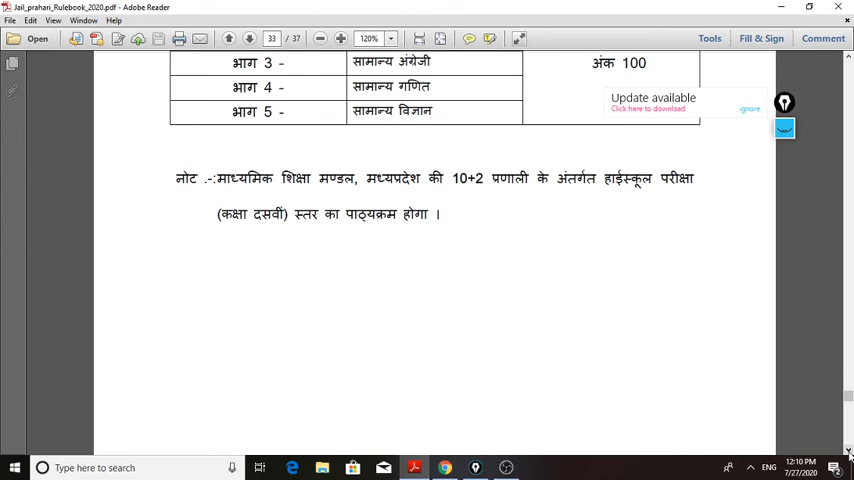 Jail_prahari_Rulebook_2020.pdf - Adobe Reader
File Edit View Window Help
Open 33 / 37 120% Tools Fill & Sign Comment
भाग 3 - सामान्य अंग्रेजी अंक 100
भाग 4 - सामान्य गणित
भाग 5 - सामान्य विज्ञान
Update available
Click here to download ignore
नोट .-:माध्यमिक शिक्षा मण्डल, मध्यप्रदेश की 10+2 प्रणाली के अंतर्गत हाईस्कूल परीक्षा
(कक्षा दसवीं) स्तर का पाठ्यक्रम होगा ।
Type here to search
ENG
12:10 PM
7/27/2020
2